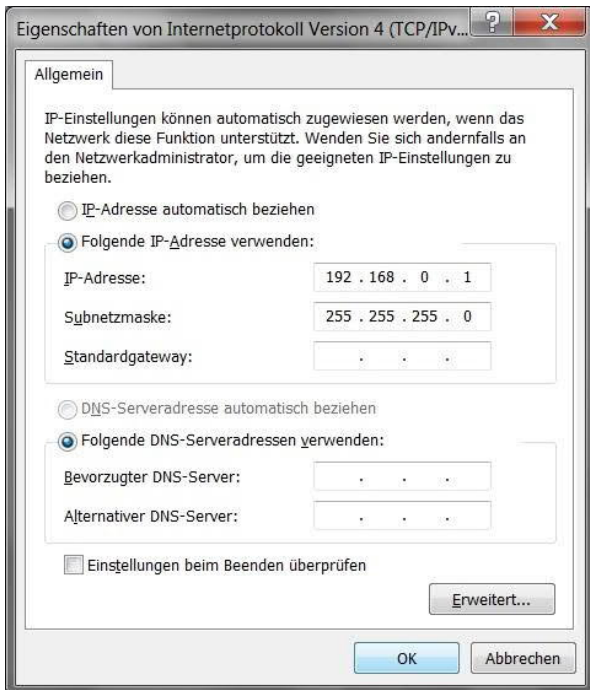 Eigenschaften von Internetprotokoll Version 4 (TCP/IPv...
Allgemein
IP-Einstellungen können automatisch zugewiesen werden, wenn das
Netzwerk diese Funktion unterstützt. Wenden Sie sich andernfalls an
den Netzwerkadministrator, um die geeigneten IP-Einstellungen zu
beziehen.
IP-Adresse automatisch beziehen
Folgende IP-Adresse verwenden:
IP-Adresse: 192 . 168 . 0 . 1
Subnetzmaske: 255 . 255 . 255 . 0
Standardgateway: . . .
DNS-Serveradresse automatisch beziehen
Folgende DNS-Serveradressen verwenden:
Bevorzugter DNS-Server: . . .
Alternativer DNS-Server: . . .
Einstellungen beim Beenden überprüfen
Erweitert...
OK Abbrechen